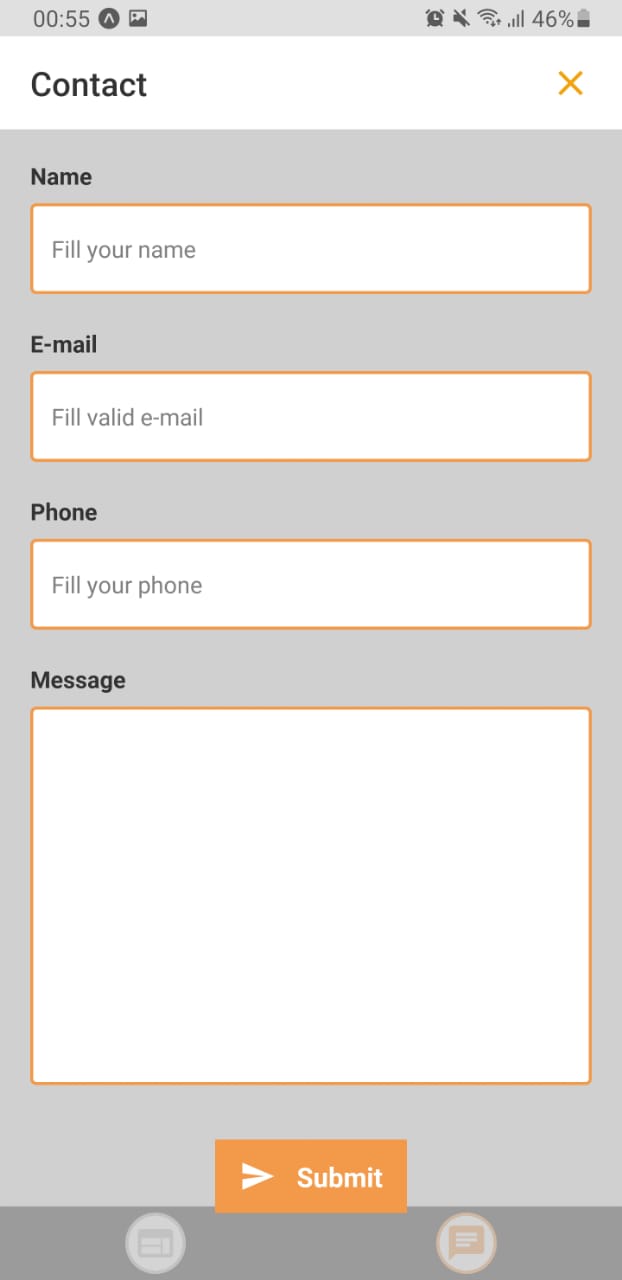 00:55
46%
Contact
Name
Fill your name
E-mail
Fill valid e-mail
Phone
Fill your phone
Message
Submit